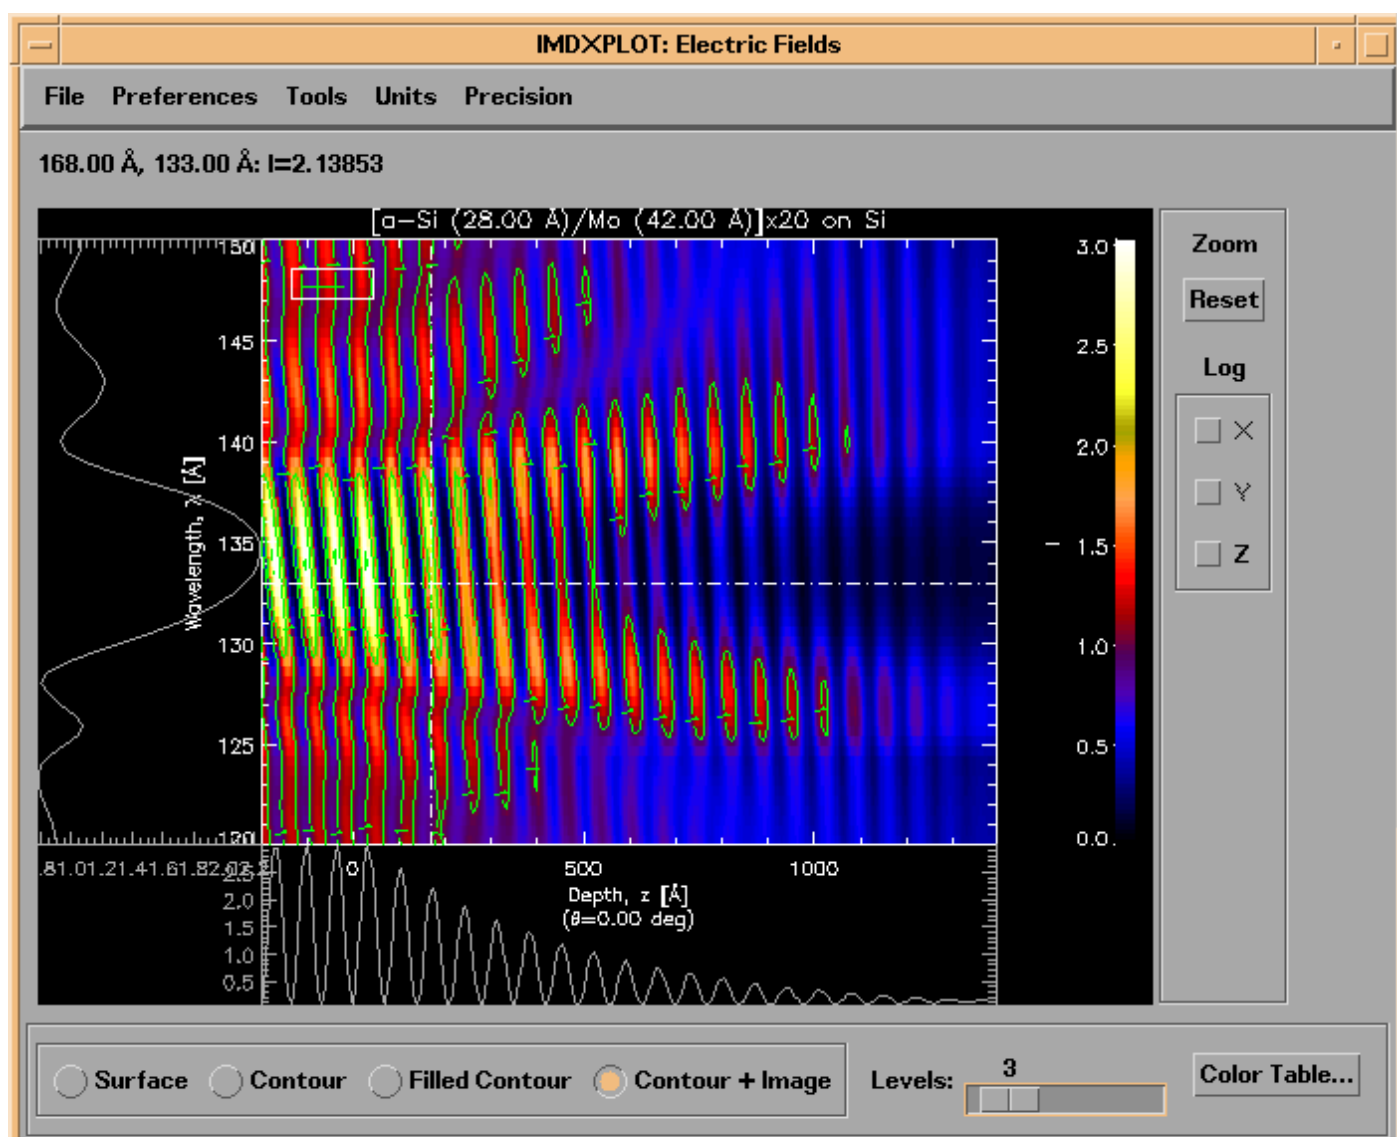 IMDXPLOT: Electric Fields
File Preferences Tools Units Precision
168.00 Å, 133.00 Å: I=2.13853
[a-Si (28.00 Å)/Mo (42.00 Å)]x20 on Si
150
145
140
135
130
125
120
Wavelength, λ [Å]
3.0
2.5
2.0
1.5
1.0
0.5
0.0
Zoom
Reset
Log
X
Y
Z
0 500 1000
Depth, z [Å]
(θ=0.00 deg)
2.5
2.0
1.5
1.0
0.5
Surface Contour Filled Contour Contour + Image
Levels: 3
Color Table...